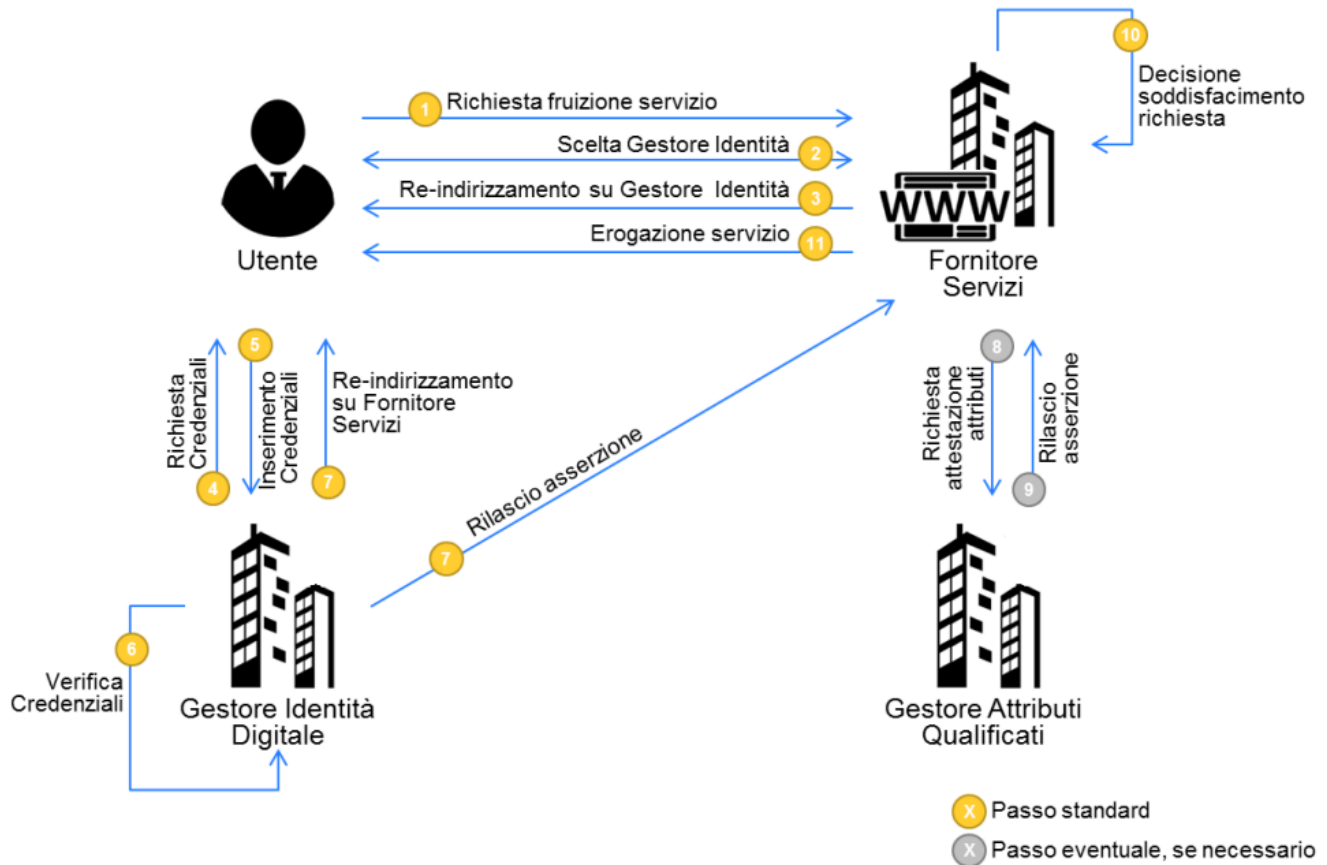 10
Decisione
soddisfacimento
richiesta
1
Richiesta fruizione servizio
Scelta Gestore Identità
2
Re-indirizzamento su Gestore Identità
3
WWW
Erogazione servizio
11
Utente
Fornitore
Servizi
5
8
Richiesta
Credenziali
Inserimento
Credenziali
Re-indirizzamento
su Fornitore
Servizi
Richiesta
attestazione
attributi
Rilascio
asserzione
4
7
9
Rilascio asserzione
7
6
Verifica
Credenziali
Gestore Identità
Digitale
Gestore Attributi
Qualificati
X Passo standard
X Passo eventuale, se necessario